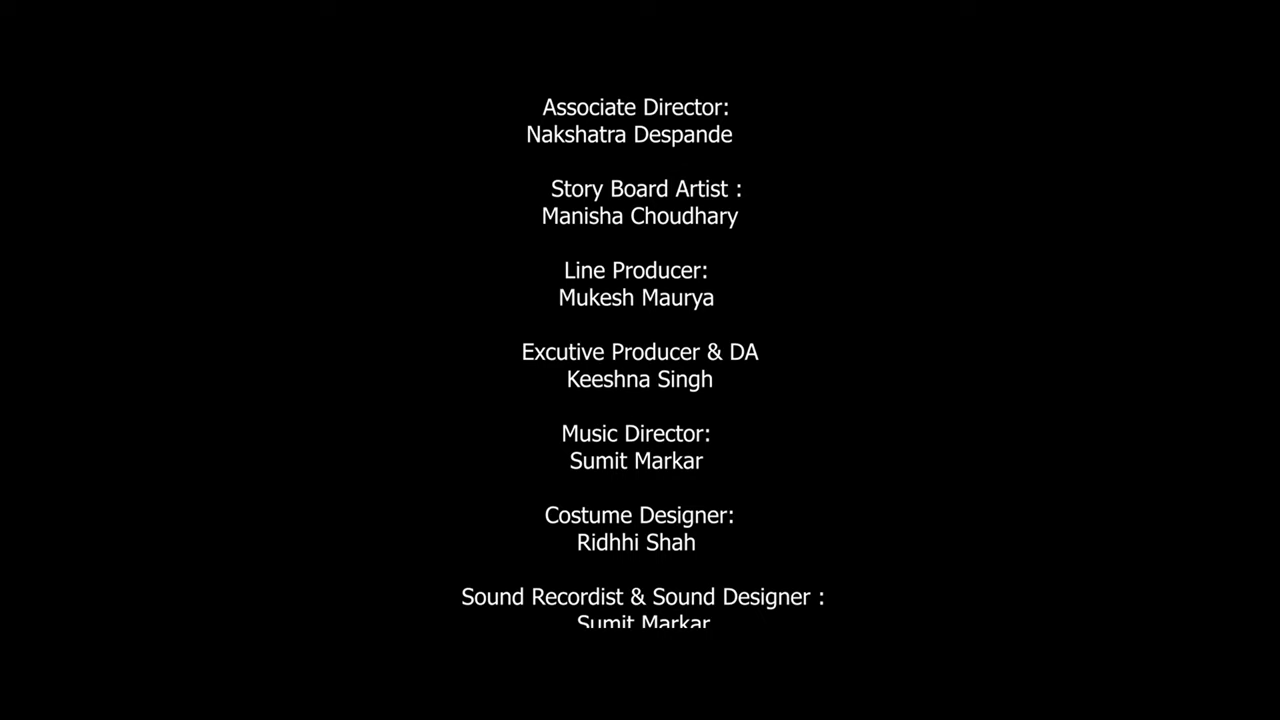 Associate Director:
Nakshatra Despande
Story Board Artist :
Manisha Choudhary
Line Producer:
Mukesh Maurya
Excutive Producer & DA
Keeshna Singh
Music Director:
Sumit Markar
Costume Designer:
Ridhhi Shah
Sound Recordist & Sound Designer :
Sumit Markar